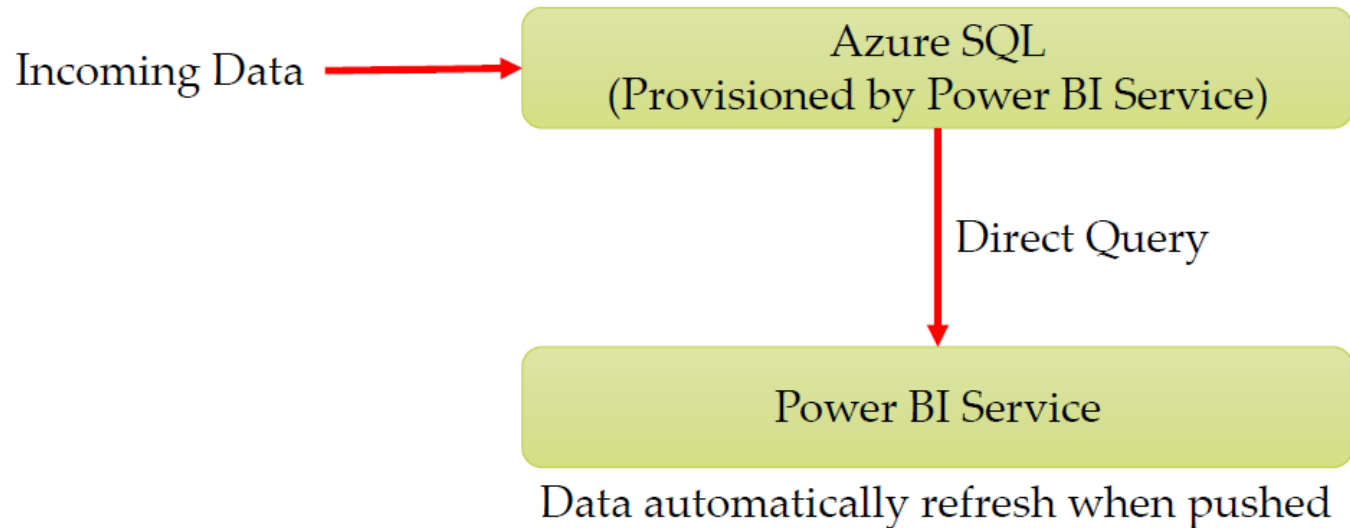 Incoming Data
Azure SQL
(Provisioned by Power BI Service)
Direct Query
Power BI Service
Data automatically refresh when pushed